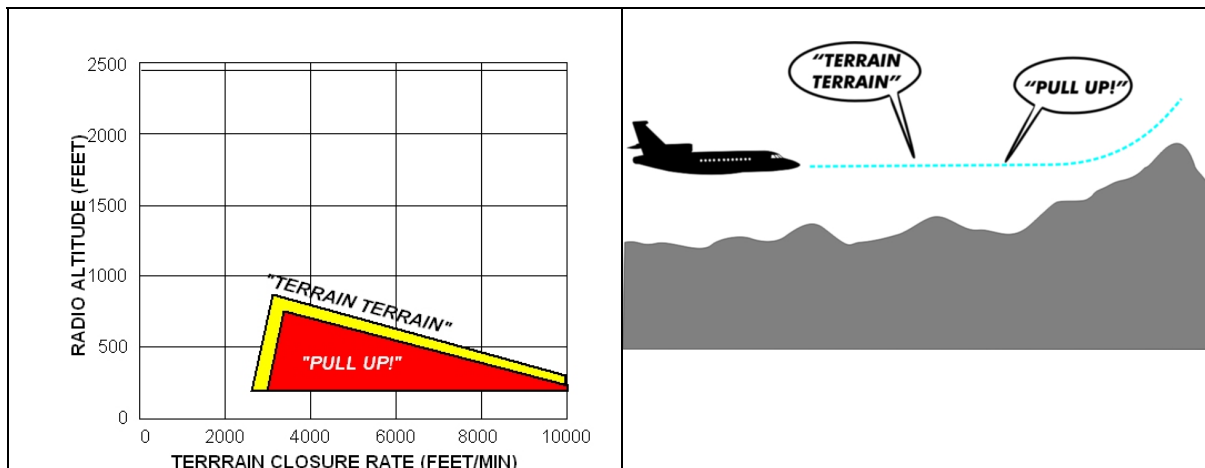 2500
2000
1500
1000
500
0
RADIO ALTITUDE (FEET)
"TERRAIN TERRAIN"
"PULL UP!"
0 2000 4000 6000 8000 10000
TERRRAIN CLOSURE RATE (FEET/MIN)
“TERRAIN
TERRAIN”
“PULL UP!”